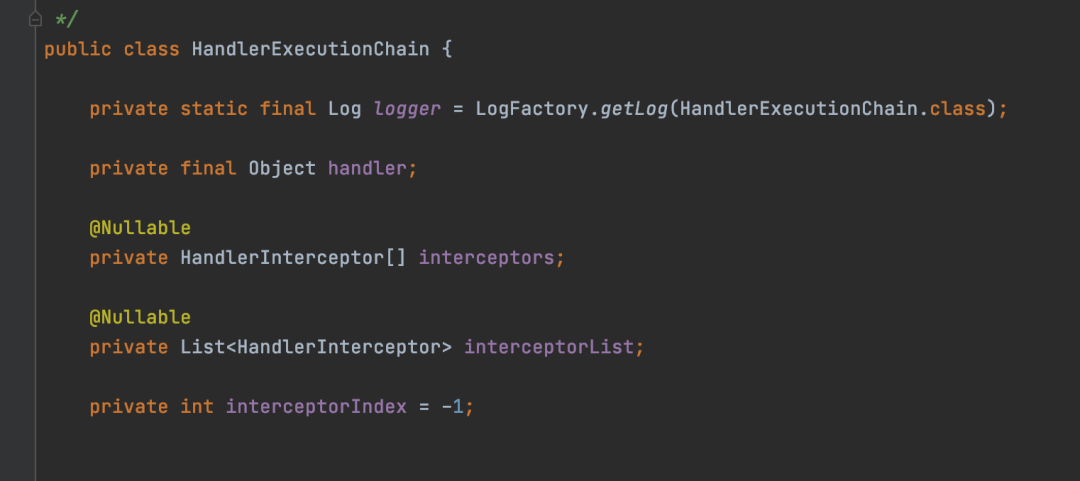 */
public class HandlerExecutionChain {
private static final Log logger = LogFactory.getLog(HandlerExecutionChain.class);
private final Object handler;
@Nullable
private HandlerInterceptor[] interceptors;
@Nullable
private List<HandlerInterceptor> interceptorList;
private int interceptorIndex = -1;